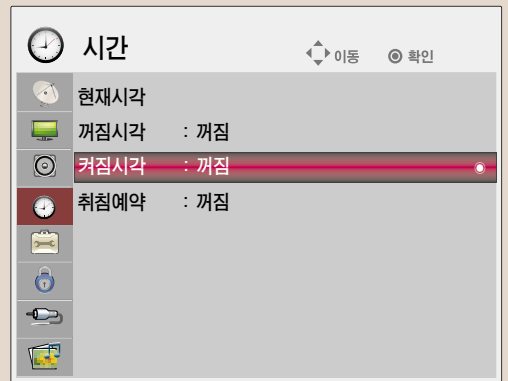 시간 이동 확인
현재시각
꺼짐시각 : 꺼짐
켜짐시각 : 꺼짐
취침예약 : 꺼짐